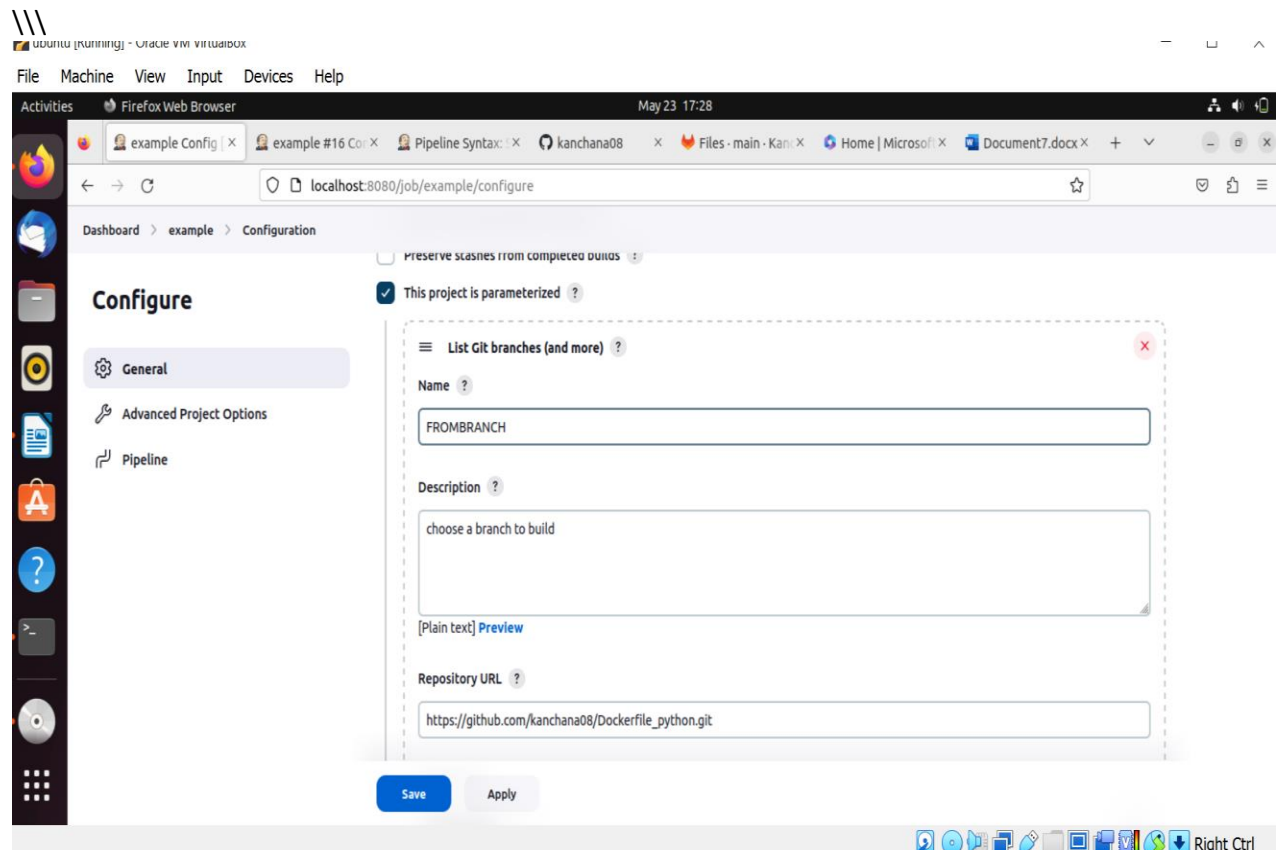 \\\
ubuntu [Running] - Oracle VM VirtualBox
File Machine View Input Devices Help
Activities Firefox Web Browser May 23 17:28
example Config [ example #16 Co Pipeline Syntax: kanchana08 Files · main · Kan Home | Microsoft Document7.docx
localhost:8080/job/example/configure
Dashboard > example > Configuration
Preserve stashes from completed builds ?
Configure
This project is parameterized ?
List Git branches (and more) ?
X
General
Name ?
Advanced Project Options
FROMBRANCH
Pipeline
Description ?
choose a branch to build
[Plain text] Preview
Repository URL ?
https://github.com/kanchana08/Dockerfile_python.git
Save Apply
Right Ctrl